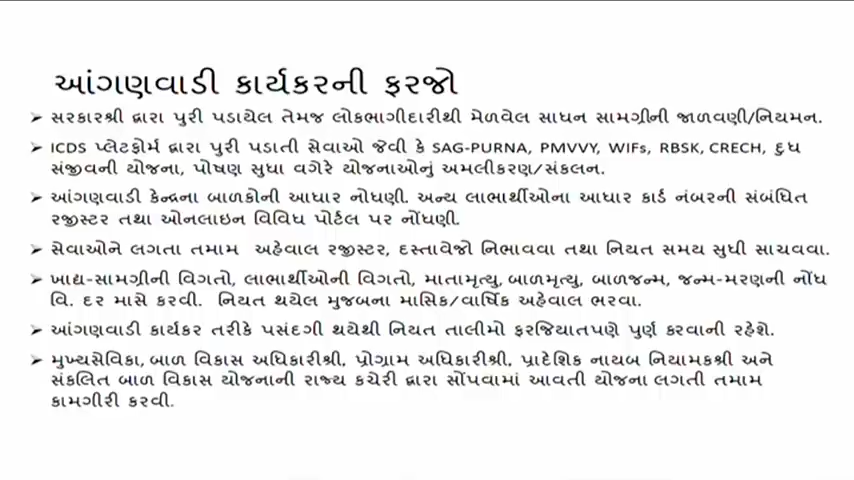 આંગણવાડી કાર્યકરની ફરજો
➢ સરકારશ્રી દ્વારા પુરી પડાયેલ તેમજ લોકભાગીદારીથી મેળવેલ સાધન સામગ્રીની જાળવણી/નિયમન.
➢ ICDS પ્લેટફોર્મ દ્વારા પુરી પડાતી સેવાઓ જેવી કે SAG-PURNA, PMVVY, WIFs, RBSK, CRECH, દુધ
સંજીવની યોજના, પોષણ સુધા વગેરે યોજનાઓનું અમલીકરણ/સંકલન.
➢ આંગણવાડી કેન્દ્રના બાળકોની આધાર નોધણી. અન્ય લાભાર્થીઓના આધાર કાર્ડ નંબરની સંબંધિત
રજીસ્ટર તથા ઓનલાઇન વિવિધ પોર્ટલ પર નોંધણી.
➢ સેવાઓને લગતા તમામ અહેવાલ રજીસ્ટર, દસ્તાવેજો નિભાવવા તથા નિયત સમય સુધી સાચવવા.
➢ ખાદ્ય-સામગ્રીની વિગતો, લાભાર્થીઓની વિગતો, માતામૃત્યુ, બાળમૃત્યુ, બાળજન્મ, જન્મ-મરણની નોંધ
વિ. દર માસે કરવી. નિયત થયેલ મુજબના માસિક/વાર્ષિક અહેવાલ ભરવા.
➢ આંગણવાડી કાર્યકર તરીકે પસંદગી થયેથી નિયત તાલીમો ફરજિયાતપણે પુર્ણ કરવાની રહેશે.
➢ મુખ્યસેવિકા, બાળ વિકાસ અધિકારીશ્રી, પ્રોગ્રામ અધિકારીશ્રી, પ્રાદેશિક નાયબ નિયામકશ્રી અને
સંકલિત બાળ વિકાસ યોજનાની રાજ્ય કચેરી દ્વારા સોંપવામાં આવતી યોજના લગતી તમામ
કામગીરી કરવી.